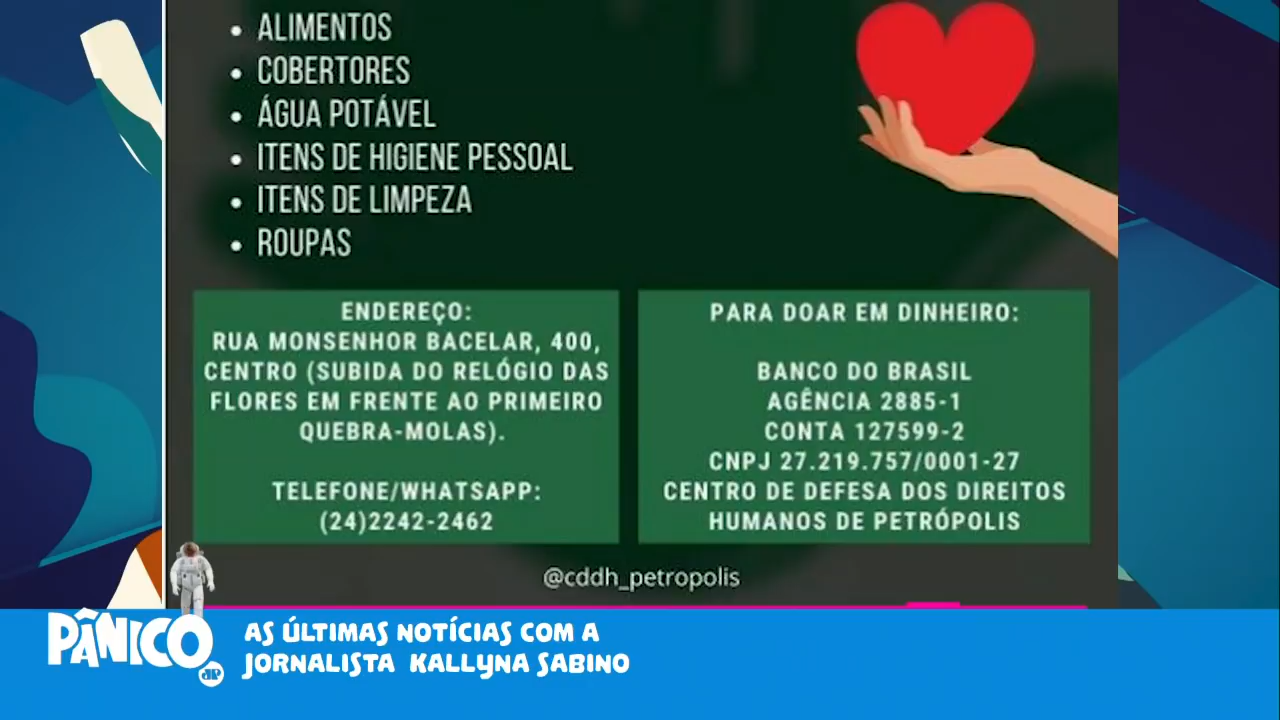 ALIMENTOS
COBERTORES
ÁGUA POTÁVEL
ITENS DE HIGIENE PESSOAL
ITENS DE LIMPEZA
ROUPAS
ENDEREÇO:
RUA MONSENHOR BACELAR, 400,
CENTRO (SUBIDA DO RELÓGIO DAS
FLORES EM FRENTE AO PRIMEIRO
QUEBRA-MOLAS).
TELEFONE/WHATSAPP:
(24)2242-2462
PARA DOAR EM DINHEIRO:
BANCO DO BRASIL
AGÊNCIA 2885-1
CONTA 127599-2
CNPJ 27.219.757/0001-27
CENTRO DE DEFESA DOS DIREITOS
HUMANOS DE PETRÓPOLIS
@cddh_petropolis
PÂNICO
JP
AS ÚLTIMAS NOTÍCIAS COM A
JORNALISTA KALLYNA SABINO